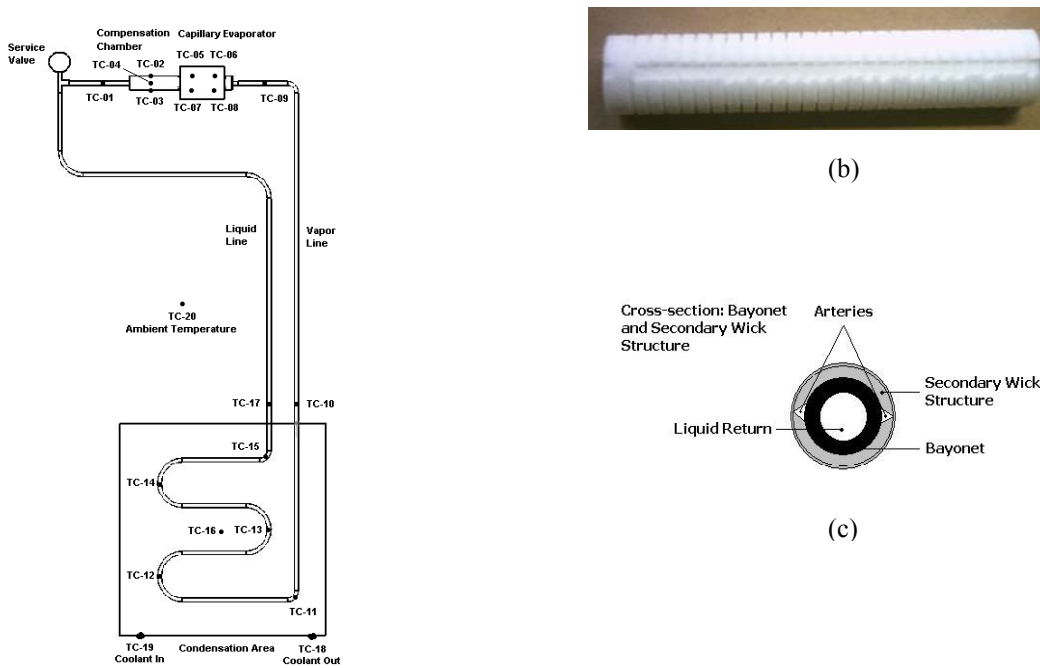 Service
Valve
Compensation
Chamber
Capillary Evaporator
TC-04
TC-02
TC-05
TC-06
TC-01
TC-03
TC-07
TC-08
TC-09
Liquid
Line
Vapor
Line
TC-20
Ambient Temperature
TC-17
TC-10
TC-15
TC-14
TC-16
TC-13
TC-12
TC-11
TC-19
Coolant In
Condensation Area
TC-18
Coolant Out
(b)
Cross-section: Bayonet
and Secondary Wick
Structure
Arteries
Secondary Wick
Structure
Liquid Return
Bayonet
(c)